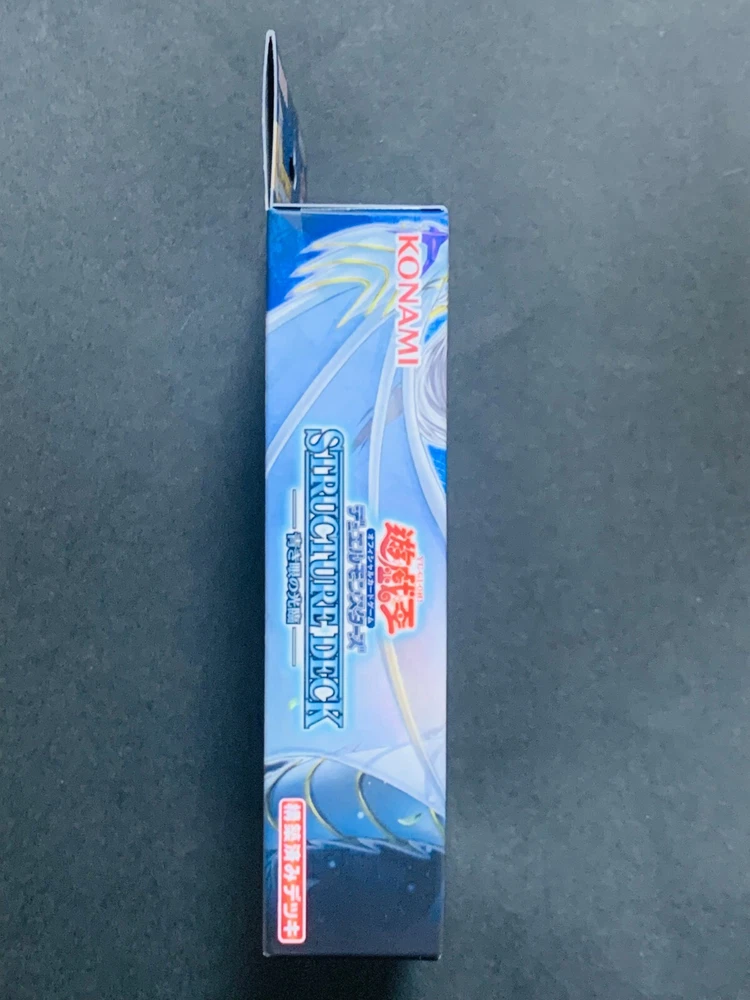 KONAMI
遊戯王
オフィシャルカードゲーム
デュエルモンスターズ
STRUCTURE DECK
青き眼の光臨
構築済みデッキ